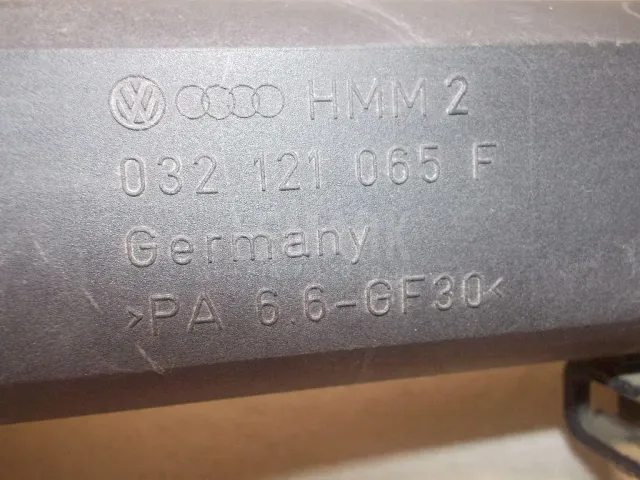 HMM 2
032 121 065 F
Germany
>PA 6.6-GF30<